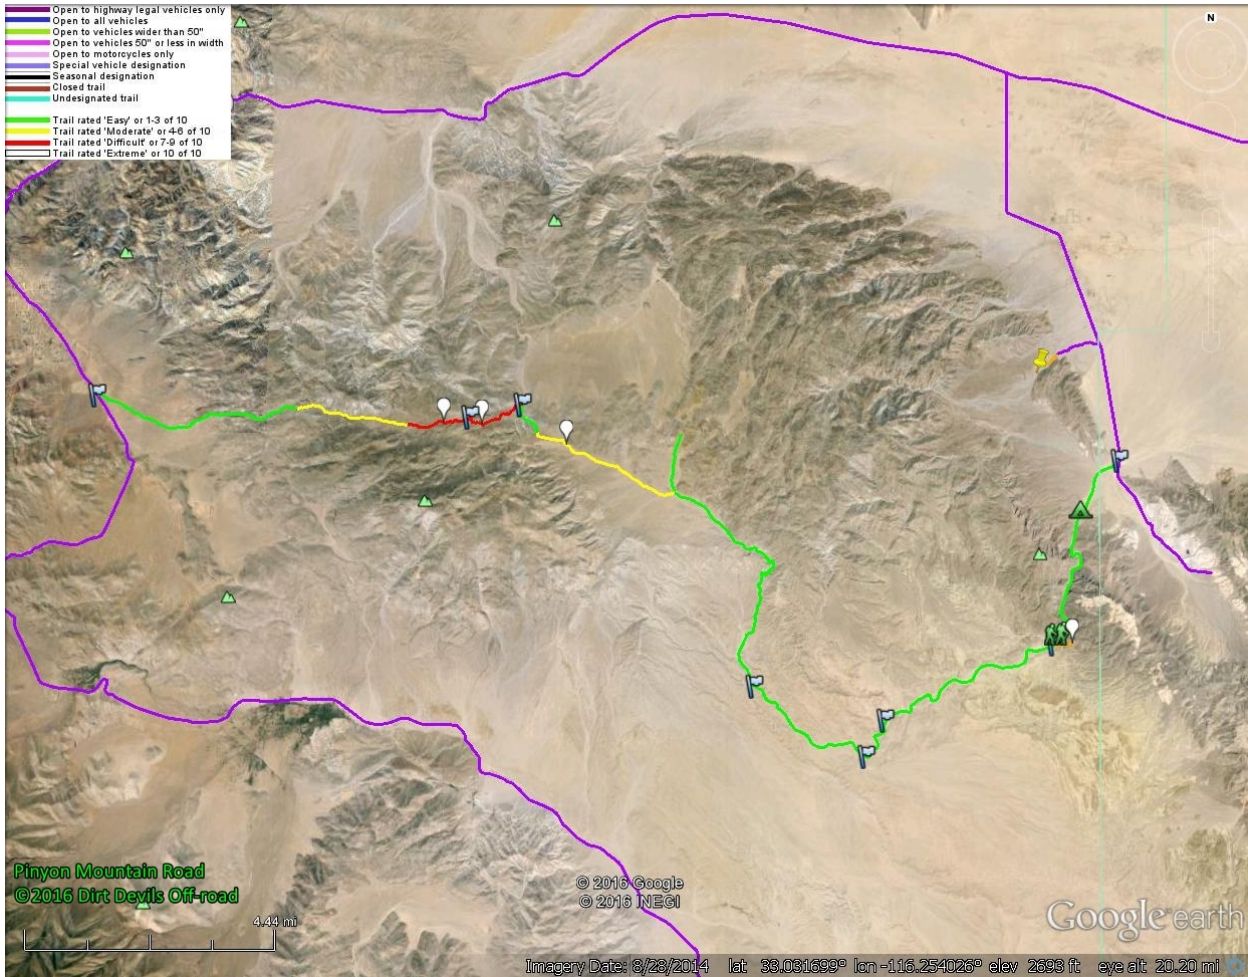 Open to highway legal vehicles only
Open to all vehicles
Open to vehicles wider than 50"
Open to vehicles 50" or less in width
Open to motorcycles only
Special vehicle designation
Seasonal designation
Closed trail
Undesignated trail
Trail rated 'Easy' or 1-3 of 10
Trail rated 'Moderate' or 4-6 of 10
Trail rated 'Difficult' or 7-9 of 10
Trail rated 'Extreme' or 10 of 10
N
Pinyon Mountain Road
©2016 Dirt Devils Off-road
4.44 mi
© 2016 Google
© 2016 INEGI
Google earth
Imagery Date: 8/28/2014 lat 33.031699° lon -116.254026° elev 2693 ft eye alt 20.20 mi